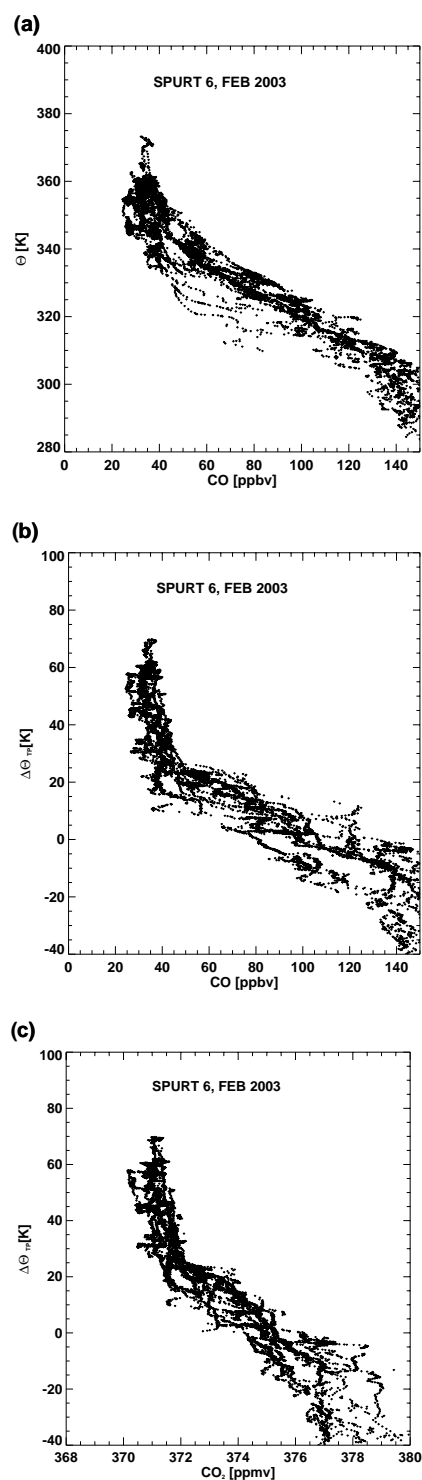 (a)
400
SPURT 6, FEB 2003
380
360
340
Θ [K]
320
300
280
0 20 40 60 80 100 120 140
CO [ppbv]
(b)
100
SPURT 6, FEB 2003
80
60
40
ΔΘ TP [K]
20
0
-20
-40
0 20 40 60 80 100 120 140
CO [ppbv]
(c)
100
SPURT 6, FEB 2003
80
60
40
ΔΘ TP [K]
20
0
-20
-40
368 370 372 374 376 378 380
CO₂ [ppmv]